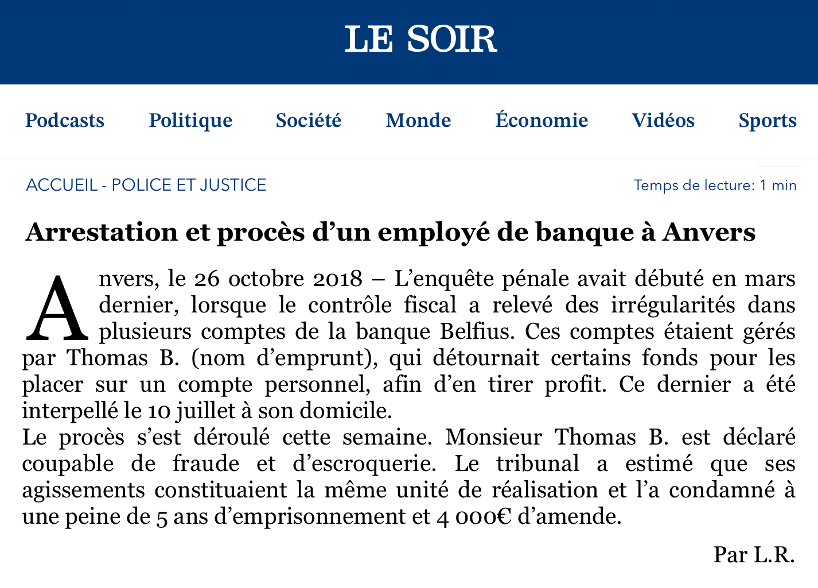 LE SOIR
Podcasts Politique Société Monde Économie Vidéos Sports
ACCUEIL - POLICE ET JUSTICE Temps de lecture: 1 min
Arrestation et procès d’un employé de banque à Anvers
Anvers, le 26 octobre 2018 – L’enquête pénale avait débuté en mars
dernier, lorsque le contrôle fiscal a relevé des irrégularités dans
plusieurs comptes de la banque Belfius. Ces comptes étaient gérés
par Thomas B. (nom d’emprunt), qui détournait certains fonds pour les
placer sur un compte personnel, afin d’en tirer profit. Ce dernier a été
interpellé le 10 juillet à son domicile.
Le procès s’est déroulé cette semaine. Monsieur Thomas B. est déclaré
coupable de fraude et d’escroquerie. Le tribunal a estimé que ses
agissements constituaient la même unité de réalisation et l’a condamné à
une peine de 5 ans d’emprisonnement et 4 000€ d’amende.
Par L.R.